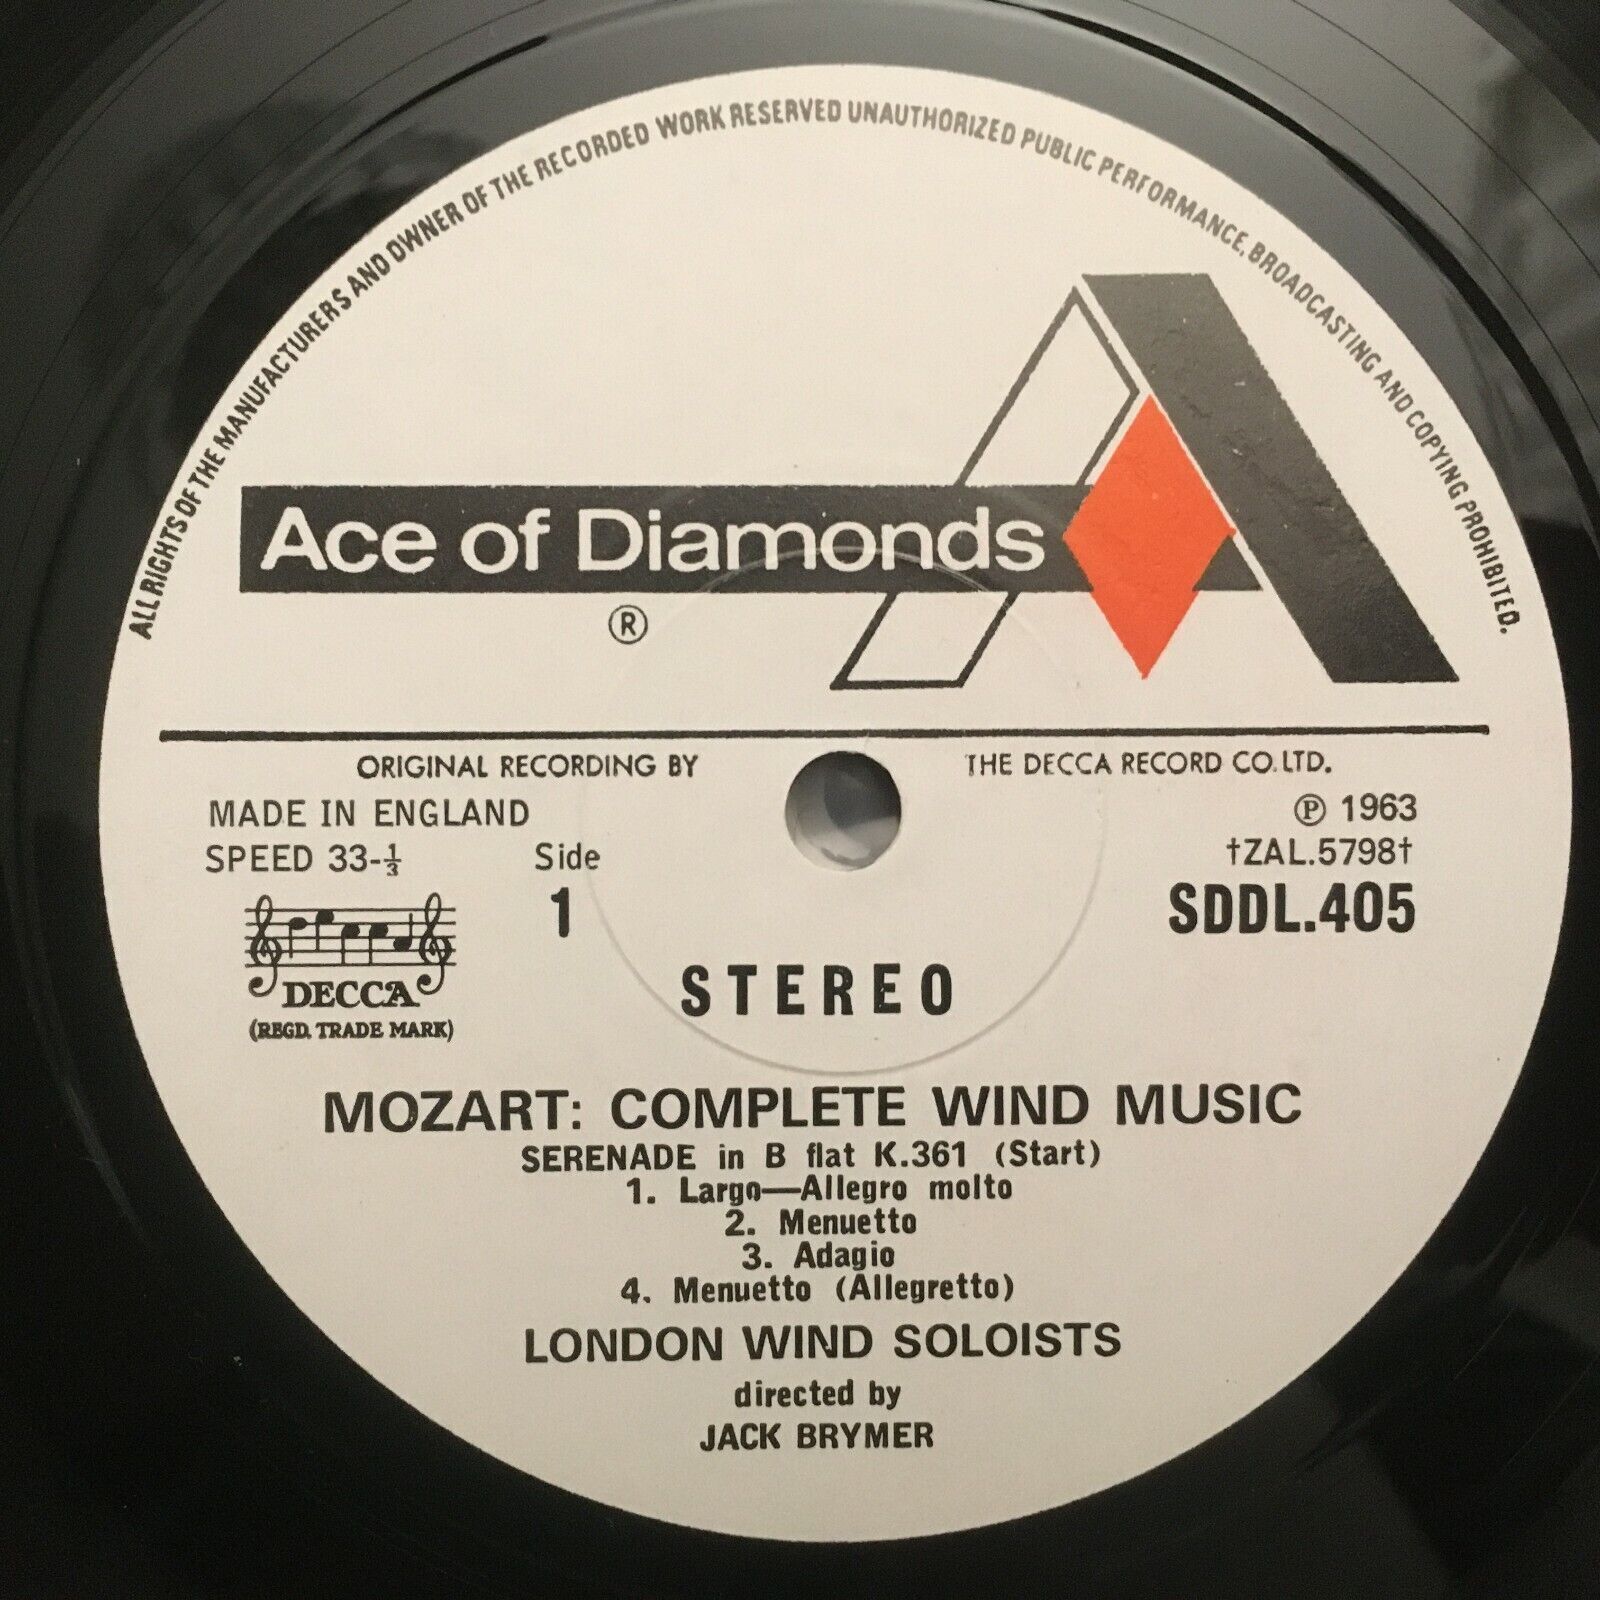 ALL RIGHTS OF THE MANUFACTURERS AND OWNER OF THE RECORDED WORK RESERVED UNAUTHORIZED PUBLIC PERFORMANCE, BROADCASTING AND COPYING PROHIBITED.
Ace of Diamonds
®
ORIGINAL RECORDING BY THE DECCA RECORD CO. LTD.
MADE IN ENGLAND
SPEED 33-⅓
Side
1
℗ 1963
†ZAL.5798†
SDDL.405
DECCA
(REGD. TRADE MARK)
STEREO
MOZART: COMPLETE WIND MUSIC
SERENADE in B flat K.361 (Start)
1. Largo—Allegro molto
2. Menuetto
3. Adagio
4. Menuetto (Allegretto)
LONDON WIND SOLOISTS
directed by
JACK BRYMER